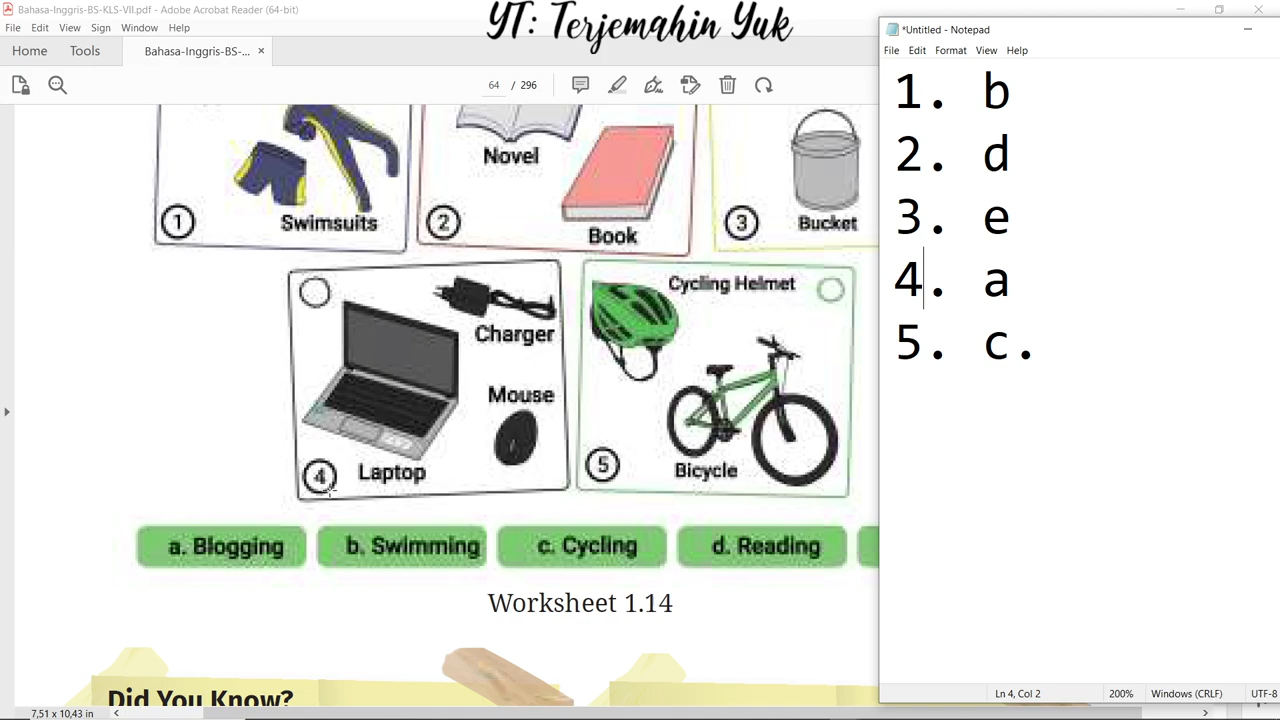 Bahasa-Inggris-BS-KLS-VII.pdf - Adobe Acrobat Reader (64-bit)
YT: Terjemahin Yuk
File Edit View Sign Window Help
Home Tools Bahasa-Inggris-BS-... ×
64 / 296
Novel
Swimsuits
1
Book
2
Bucket
3
Charger
Mouse
Laptop
4
Cycling Helmet
Bicycle
5
a. Blogging
b. Swimming
c. Cycling
d. Reading
Worksheet 1.14
Did You Know?
7,51 x 10,43 in
*Untitled - Notepad
File Edit Format View Help
1. b
2. d
3. e
4. a
5. c.
Ln 4, Col 2 200% Windows (CRLF) UTF-8